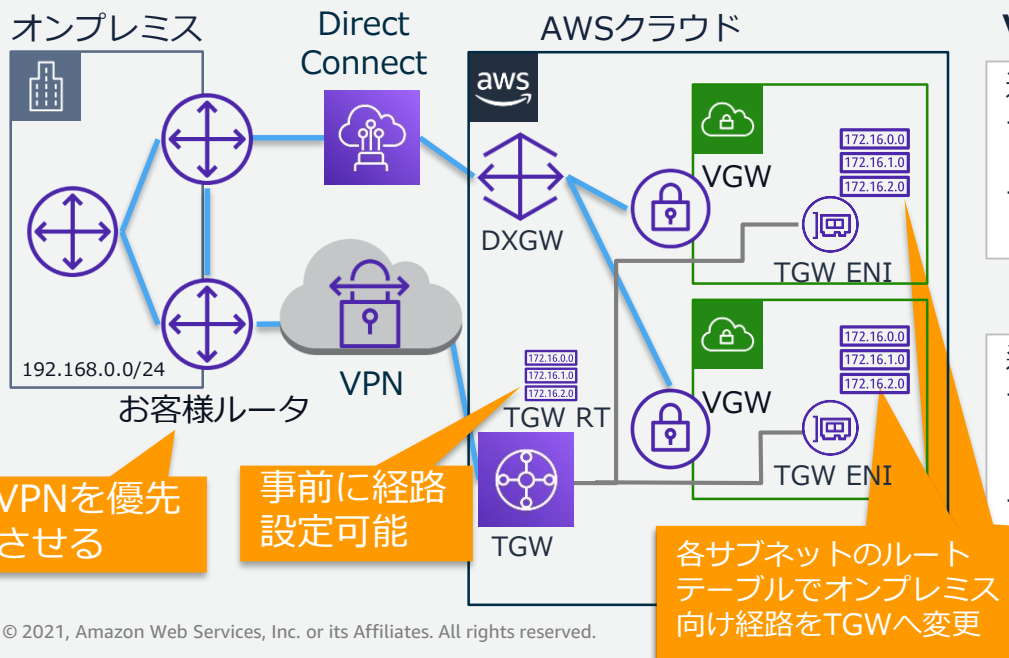 オンプレミス
Direct
Connect
AWSクラウド
aws
172.16.0.0
172.16.1.0
172.16.2.0
VGW
DXGW
TGW ENI
192.168.0.0/24
VPN
お客様ルータ
172.16.0.0
172.16.1.0
172.16.2.0
TGW RT
172.16.0.0
172.16.1.0
172.16.2.0
VGW
TGW ENI
TGW
VPNを優先
させる
事前に経路
設定可能
各サブネットのルート
テーブルでオンプレミス
向け経路をTGWへ変更
© 2021, Amazon Web Services, Inc. or its Affiliates. All rights reserved.